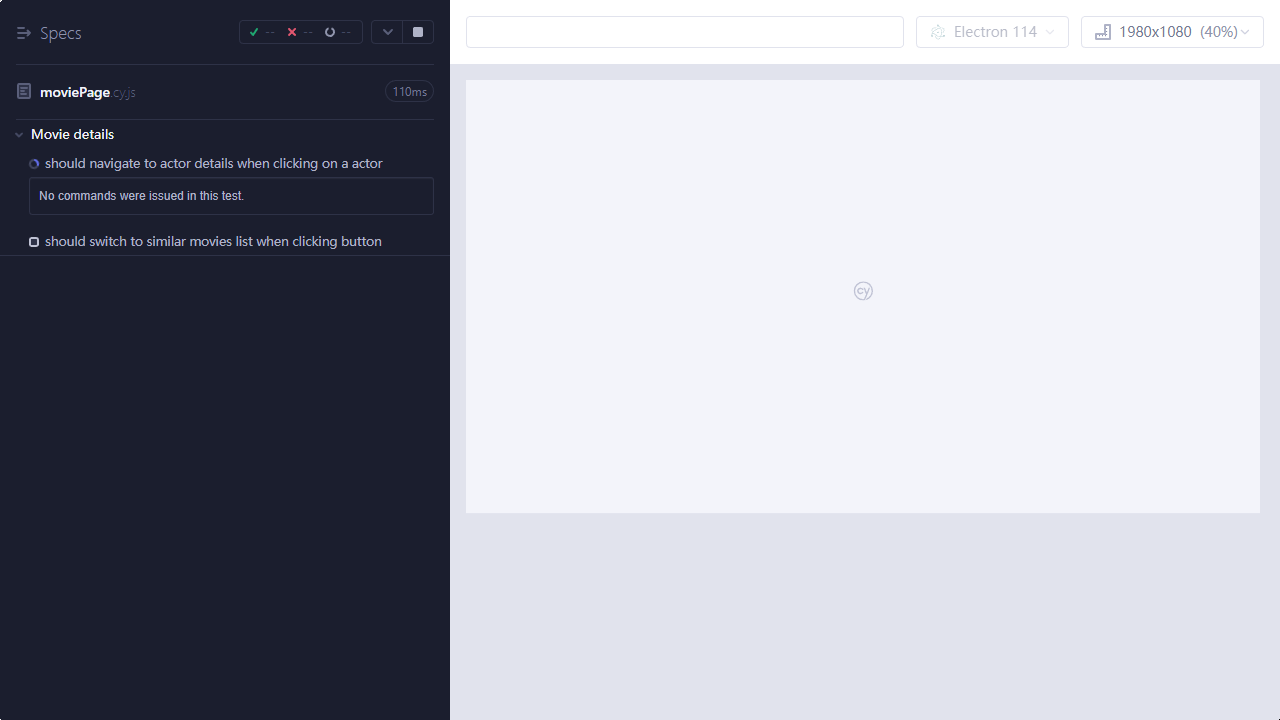 Specs
--
--
--
moviePage.cy.js
110ms
Movie details
should navigate to actor details when clicking on a actor
No commands were issued in this test.
should switch to similar movies list when clicking button
Electron 114
1980x1080 (40%)
cy